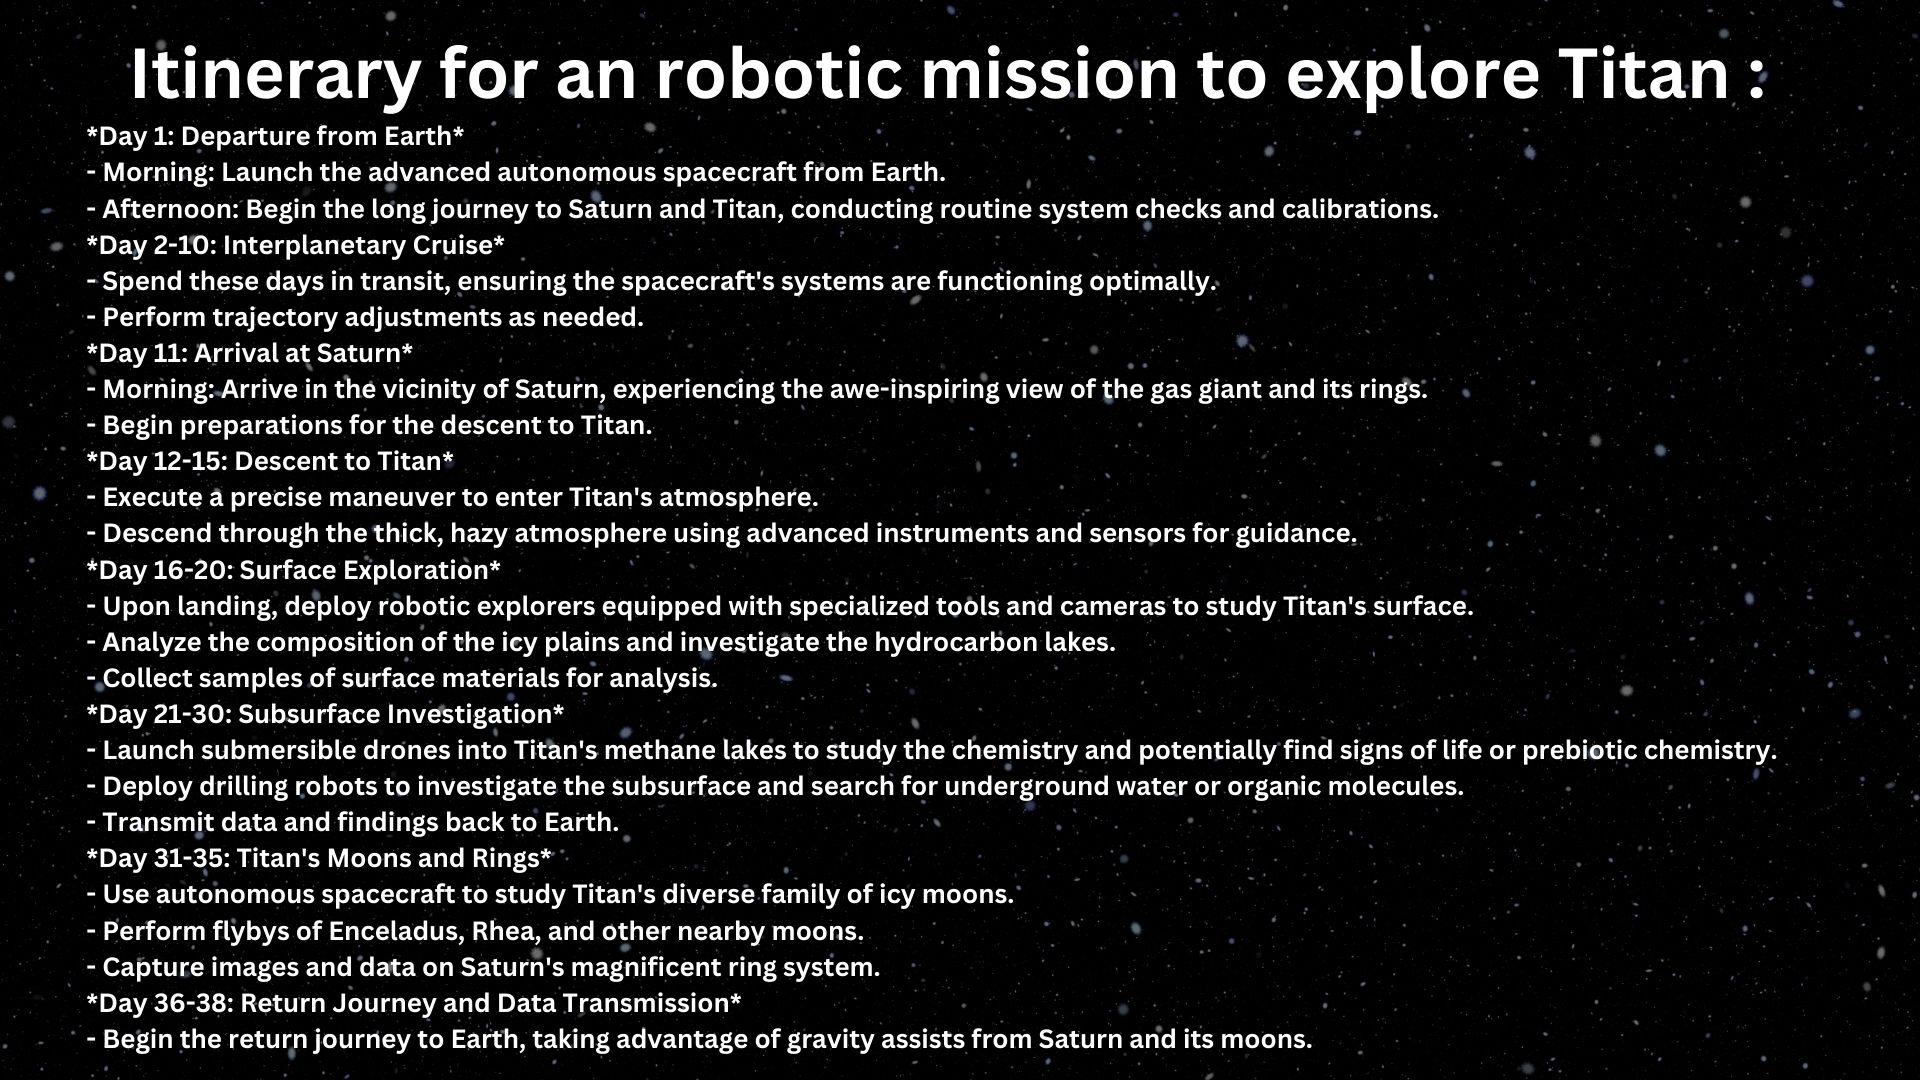 Itinerary for an robotic mission to explore Titan :
*Day 1: Departure from Earth*
- Morning: Launch the advanced autonomous spacecraft from Earth.
- Afternoon: Begin the long journey to Saturn and Titan, conducting routine system checks and calibrations.
*Day 2-10: Interplanetary Cruise*
- Spend these days in transit, ensuring the spacecraft's systems are functioning optimally.
- Perform trajectory adjustments as needed.
*Day 11: Arrival at Saturn*
- Morning: Arrive in the vicinity of Saturn, experiencing the awe-inspiring view of the gas giant and its rings.
- Begin preparations for the descent to Titan.
*Day 12-15: Descent to Titan*
- Execute a precise maneuver to enter Titan's atmosphere.
- Descend through the thick, hazy atmosphere using advanced instruments and sensors for guidance.
*Day 16-20: Surface Exploration*
- Upon landing, deploy robotic explorers equipped with specialized tools and cameras to study Titan's surface.
- Analyze the composition of the icy plains and investigate the hydrocarbon lakes.
- Collect samples of surface materials for analysis.
*Day 21-30: Subsurface Investigation*
- Launch submersible drones into Titan's methane lakes to study the chemistry and potentially find signs of life or prebiotic chemistry.
- Deploy drilling robots to investigate the subsurface and search for underground water or organic molecules.
- Transmit data and findings back to Earth.
*Day 31-35: Titan's Moons and Rings*
- Use autonomous spacecraft to study Titan's diverse family of icy moons.
- Perform flybys of Enceladus, Rhea, and other nearby moons.
- Capture images and data on Saturn's magnificent ring system.
*Day 36-38: Return Journey and Data Transmission*
- Begin the return journey to Earth, taking advantage of gravity assists from Saturn and its moons.